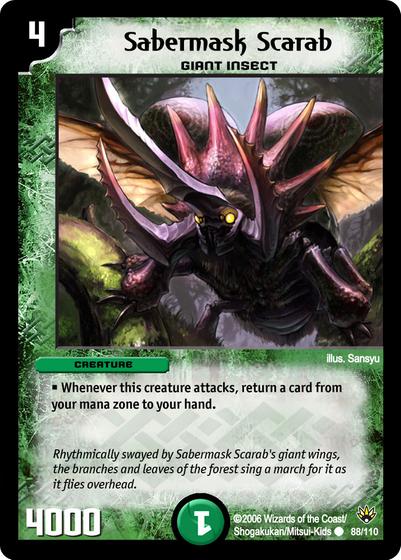 4
Sabermask Scarab
GIANT INSECT
illus. Sansyu
CREATURE
▪ Whenever this creature attacks, return a card from
your mana zone to your hand.
Rhythmically swayed by Sabermask Scarab's giant wings,
the branches and leaves of the forest sing a march for it as
it flies overhead.
4000
1
©2006 Wizards of the Coast/
Shogakukan/Mitsui-Kids ● 88/110